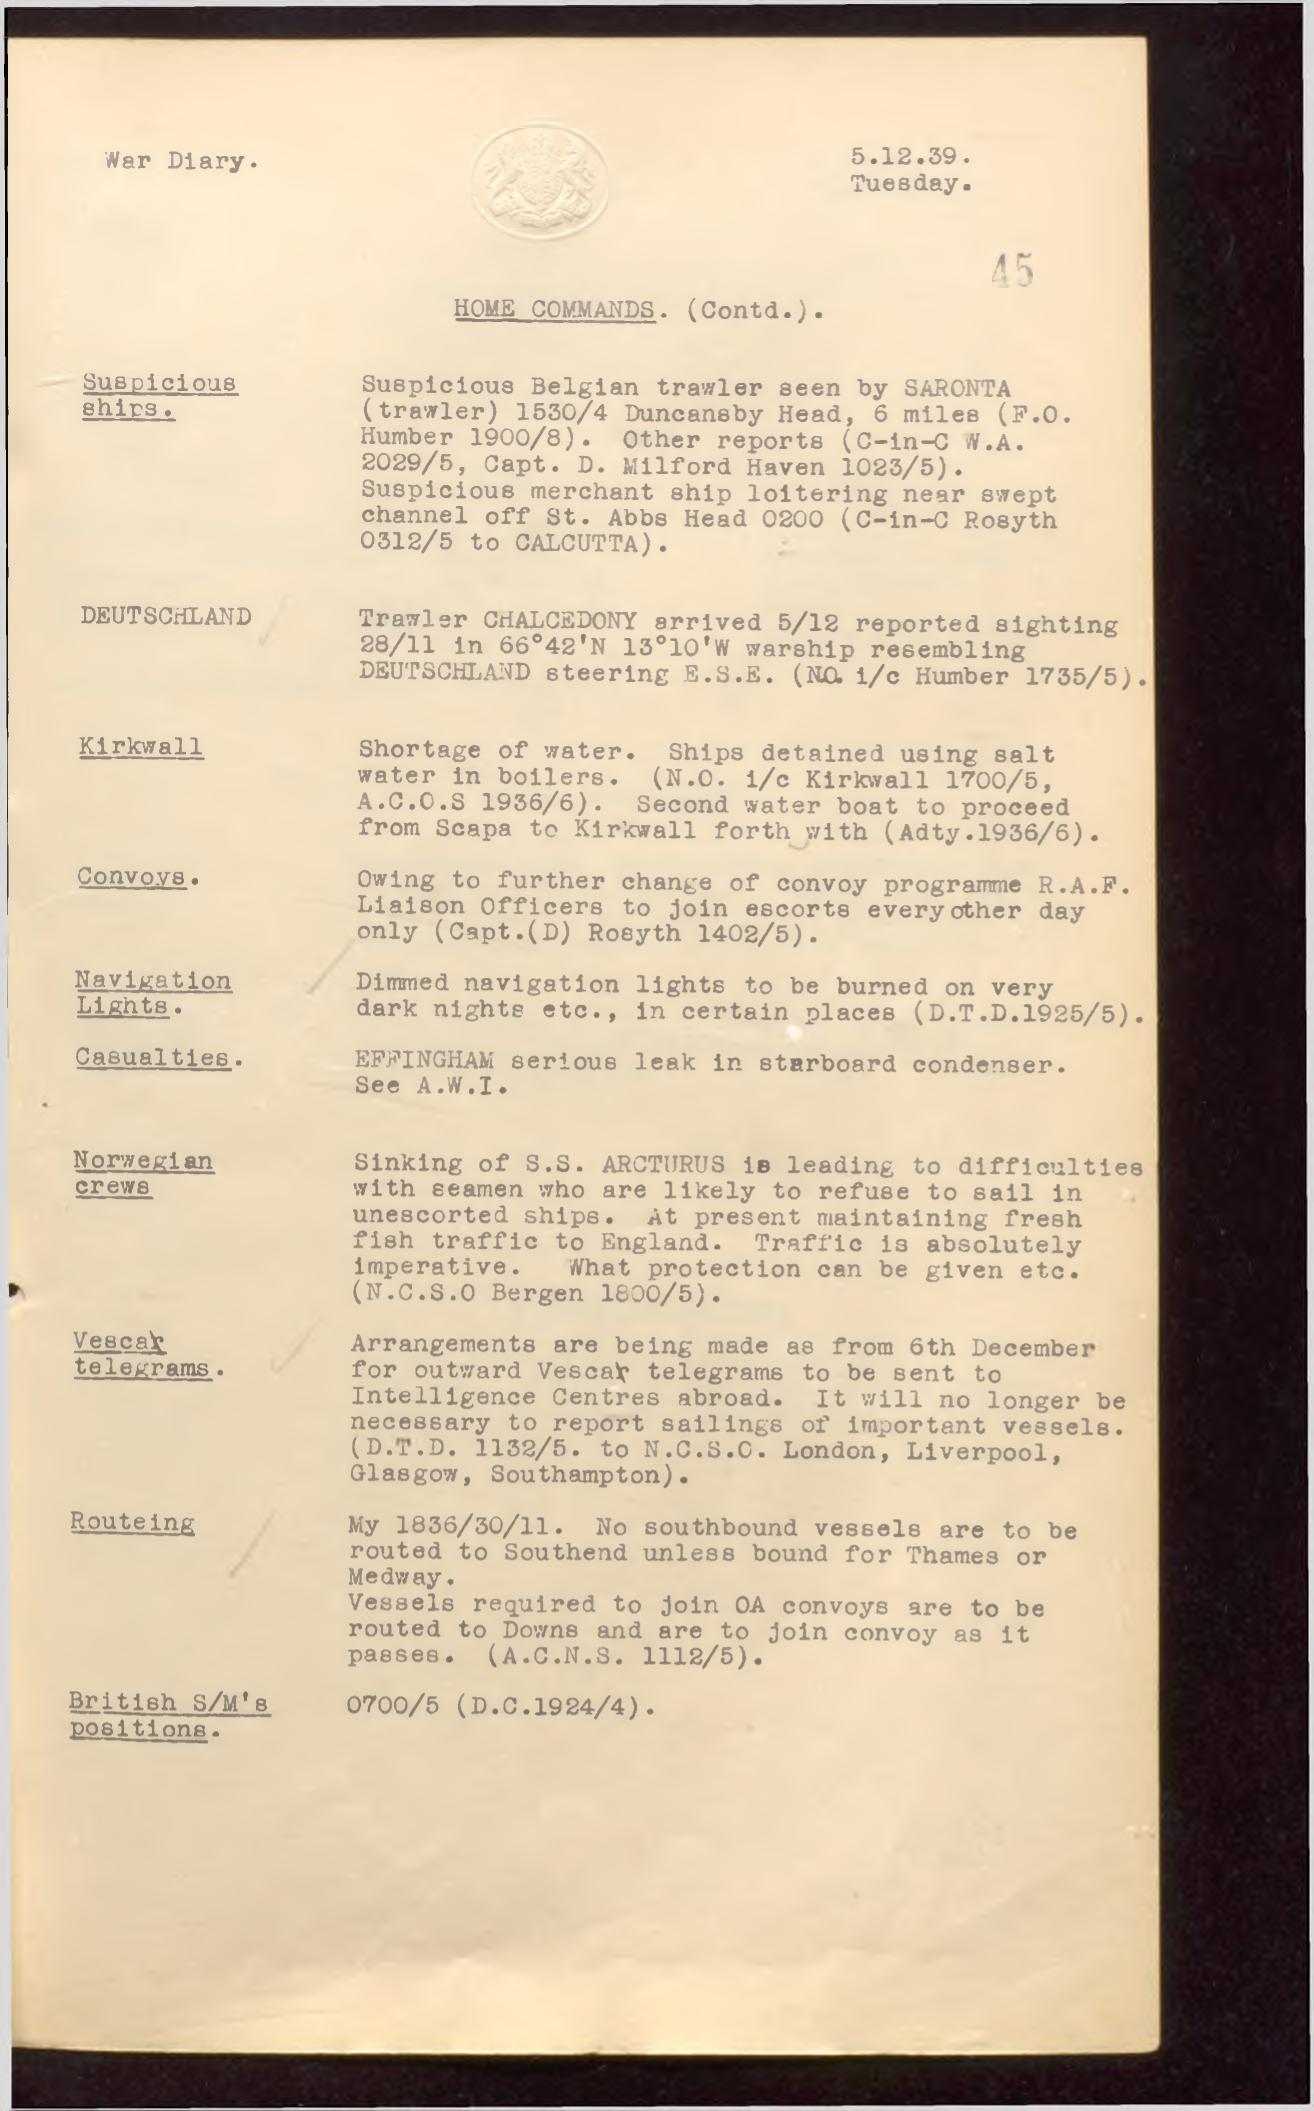 War Diary.
5.12.39.
Tuesday.
45
HOME COMMANDS. (Contd.).
Suspicious
ships.
Suspicious Belgian trawler seen by SARONTA
(trawler) 1530/4 Duncansby Head, 6 miles (F.O.
Humber 1900/8). Other reports (C-in-C W.A.
2029/5, Capt. D. Milford Haven 1023/5).
Suspicious merchant ship loitering near swept
channel off St. Abbs Head 0200 (C-in-C Rosyth
0312/5 to CALCUTTA).
DEUTSCHLAND
Trawler CHALCEDONY arrived 5/12 reported sighting
28/11 in 66°42'N 13°10'W warship resembling
DEUTSCHLAND steering E.S.E. (N.O. i/c Humber 1735/5).
Kirkwall
Shortage of water. Ships detained using salt
water in boilers. (N.O. i/c Kirkwall 1700/5,
A.C.O.S 1936/6). Second water boat to proceed
from Scapa to Kirkwall forth with (Adty.1936/6).
Convoys.
Owing to further change of convoy programme R.A.F.
Liaison Officers to join escorts every other day
only (Capt.(D) Rosyth 1402/5).
Navigation
Lights.
Dimmed navigation lights to be burned on very
dark nights etc., in certain places (D.T.D.1925/5).
Casualties.
EFFINGHAM serious leak in starboard condenser.
See A.W.I.
Norwegian
crews
Sinking of S.S. ARCTURUS is leading to difficulties
with seamen who are likely to refuse to sail in
unescorted ships. At present maintaining fresh
fish traffic to England. Traffic is absolutely
imperative. What protection can be given etc.
(N.C.S.O Bergen 1800/5).
Vescar
telegrams.
Arrangements are being made as from 6th December
for outward Vescar telegrams to be sent to
Intelligence Centres abroad. It will no longer be
necessary to report sailings of important vessels.
(D.T.D. 1132/5. to N.C.S.O. London, Liverpool,
Glasgow, Southampton).
Routeing
My 1836/30/11. No southbound vessels are to be
routed to Southend unless bound for Thames or
Medway.
Vessels required to join OA convoys are to be
routed to Downs and are to join convoy as it
passes. (A.C.N.S. 1112/5).
British S/M's
positions.
0700/5 (D.C.1924/4).